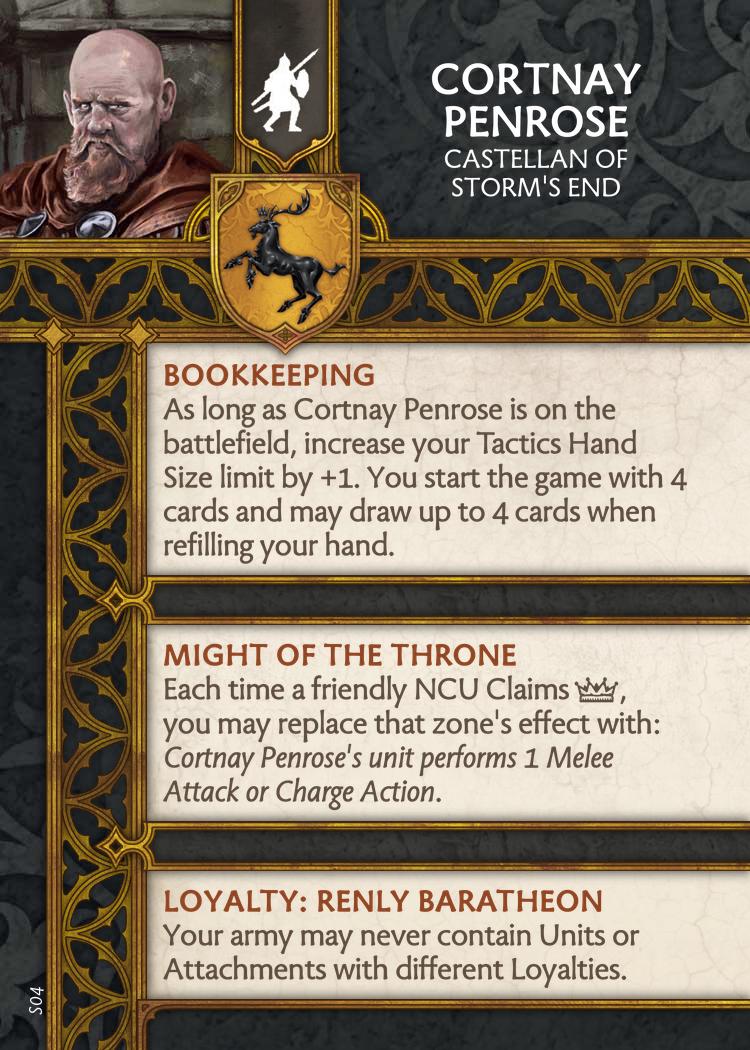 CORTNAY
PENROSE
CASTELLAN OF
STORM'S END
BOOKKEEPING
As long as Cortnay Penrose is on the
battlefield, increase your Tactics Hand
Size limit by +1. You start the game with 4
cards and may draw up to 4 cards when
refilling your hand.
MIGHT OF THE THRONE
Each time a friendly NCU Claims ,
you may replace that zone's effect with:
Cortnay Penrose's unit performs 1 Melee
Attack or Charge Action.
LOYALTY: RENLY BARATHEON
Your army may never contain Units or
Attachments with different Loyalties.
S04